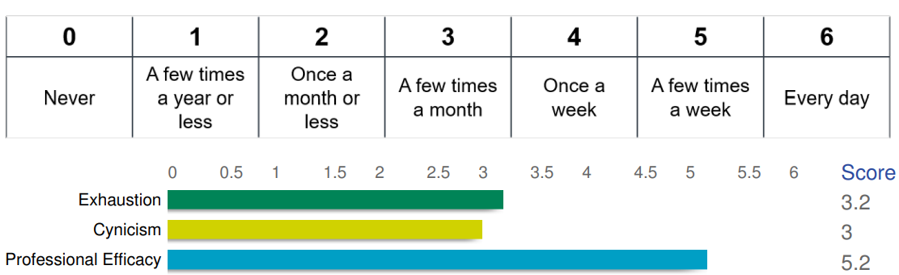 0 1 2 3 4 5 6
Never
A few times
a year or
less
Once a
month or
less
A few times
a month
Once a
week
A few times
a week
Every day
0 0.5 1 1.5 2 2.5 3 3.5 4 4.5 5 5.5 6 Score
Exhaustion 3.2
Cynicism 3
Professional Efficacy 5.2